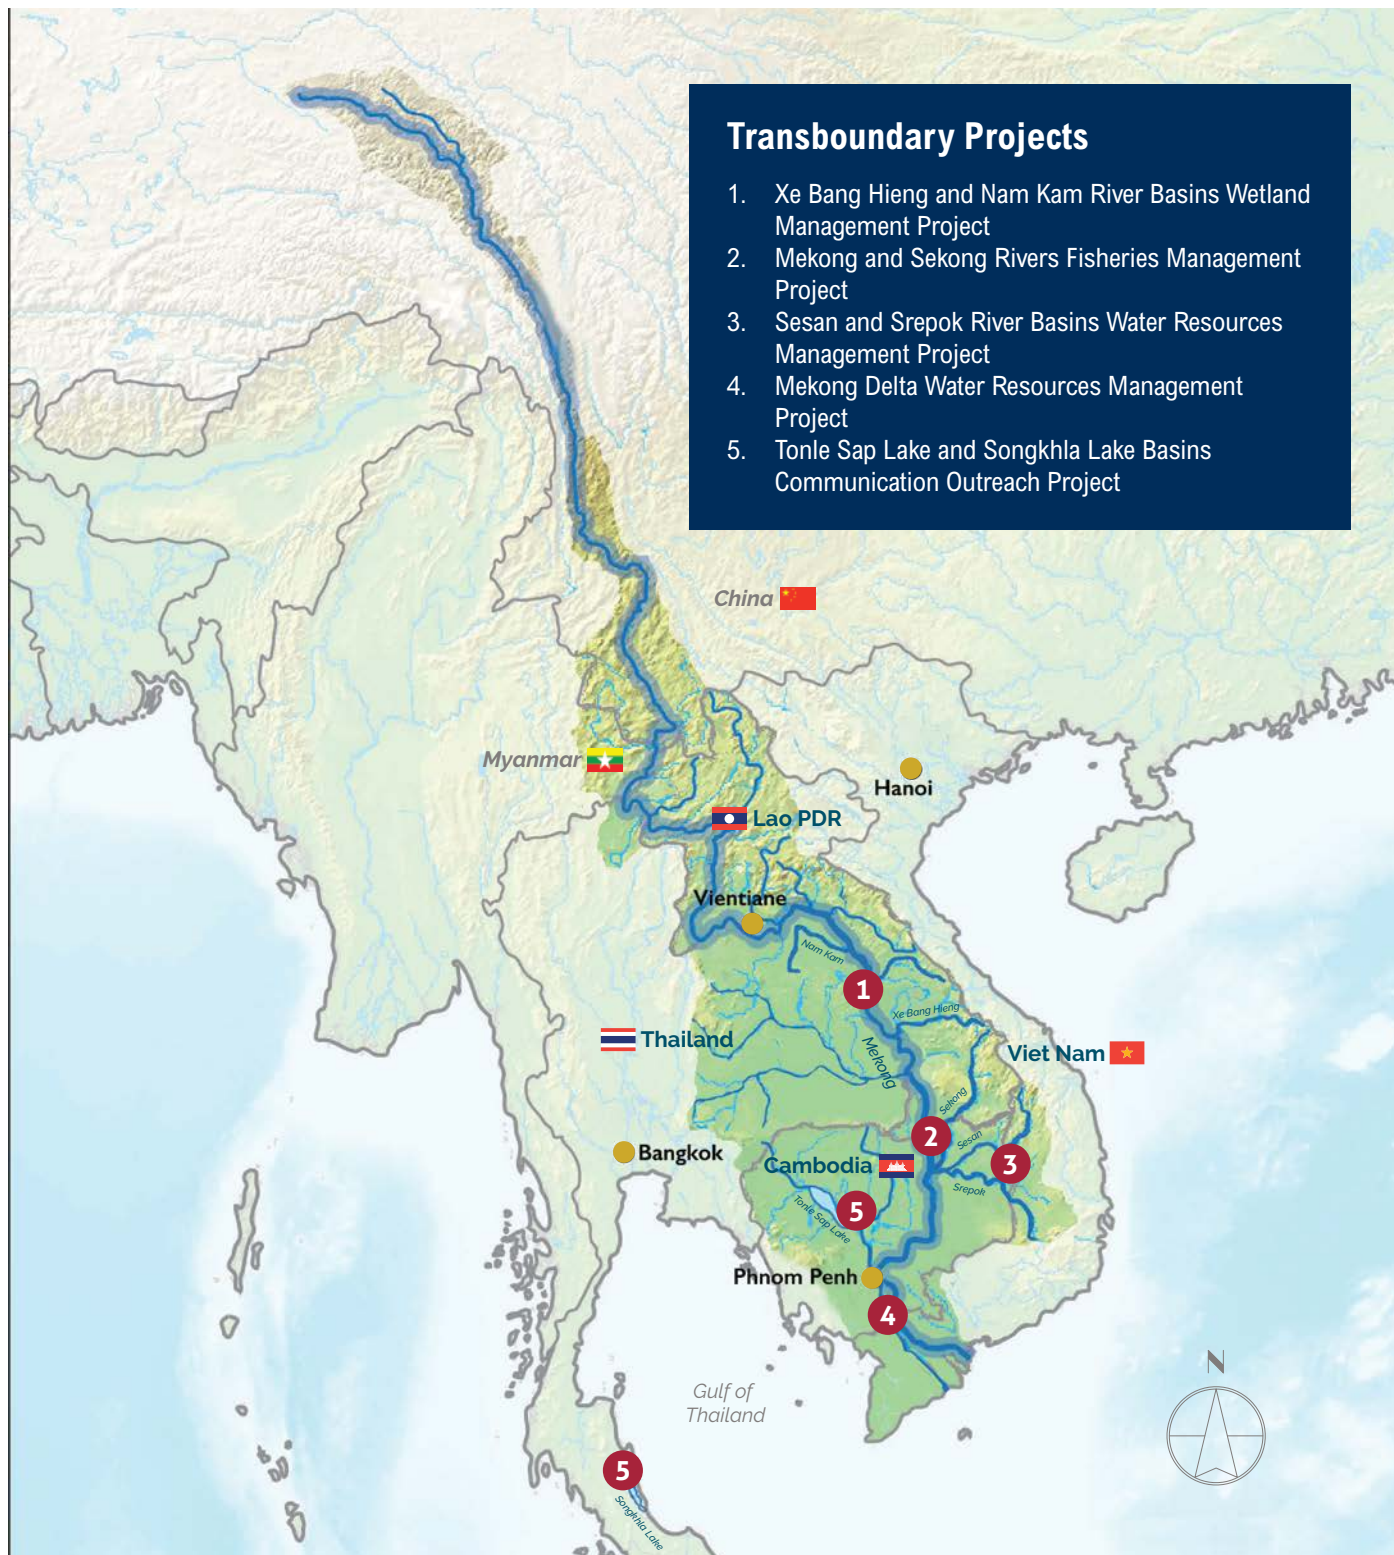 Transboundary Projects
1. Xe Bang Hieng and Nam Kam River Basins Wetland
Management Project
2. Mekong and Sekong Rivers Fisheries Management
Project
3. Sesan and Srepok River Basins Water Resources
Management Project
4. Mekong Delta Water Resources Management
Project
5. Tonle Sap Lake and Songkhla Lake Basins
Communication Outreach Project
China
Myanmar
Hanoi
Lao PDR
Vientiane
Nam Kam
1
Xe Bang Hieng
Thailand
Mekong
Viet Nam
Sekong
2
Sesan
3
Bangkok
Cambodia
Srepok
Tonle Sap Lake
5
Phnom Penh
4
N
Gulf of
Thailand
5
Songkhla Lake